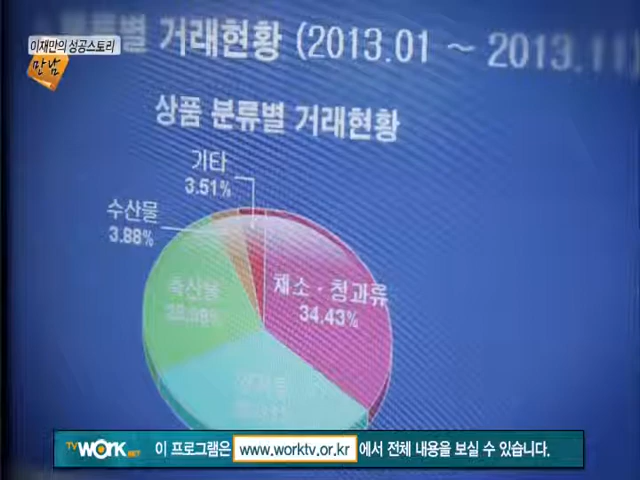 이재만의 성공스토리
만남
거래현황 (2013.01 ~ 2013.11)
상품 분류별 거래현황
기타
3.51%
수산물
3.88%
축산물
채소·청과류
34.43%
TV WORK NET 이 프로그램은 www.worktv.or.kr 에서 전체 내용을 보실 수 있습니다.